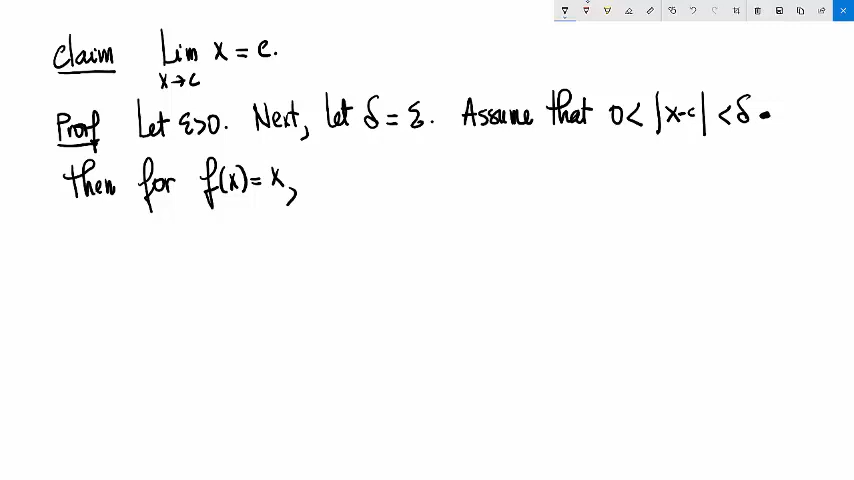 Claim Lim x = c.
x→c
Proof Let ε>0. Next, let δ = ε. Assume that 0 < |x-c| < δ.
then for f(x) = x,